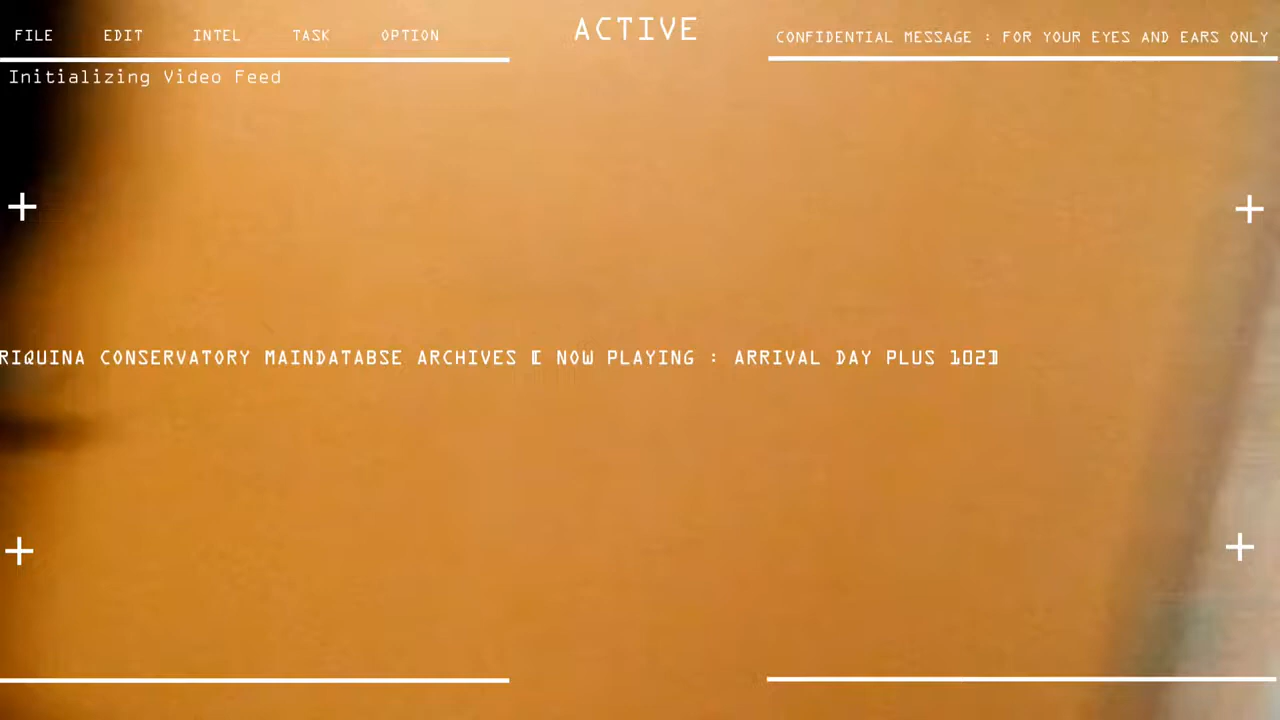 FILE EDIT INTEL TASK OPTION
ACTIVE
CONFIDENTIAL MESSAGE : FOR YOUR EYES AND EARS ONLY
Initializing Video Feed
RIQUINA CONSERVATORY MAINDATABSE ARCHIVES [ NOW PLAYING : ARRIVAL DAY PLUS 102]